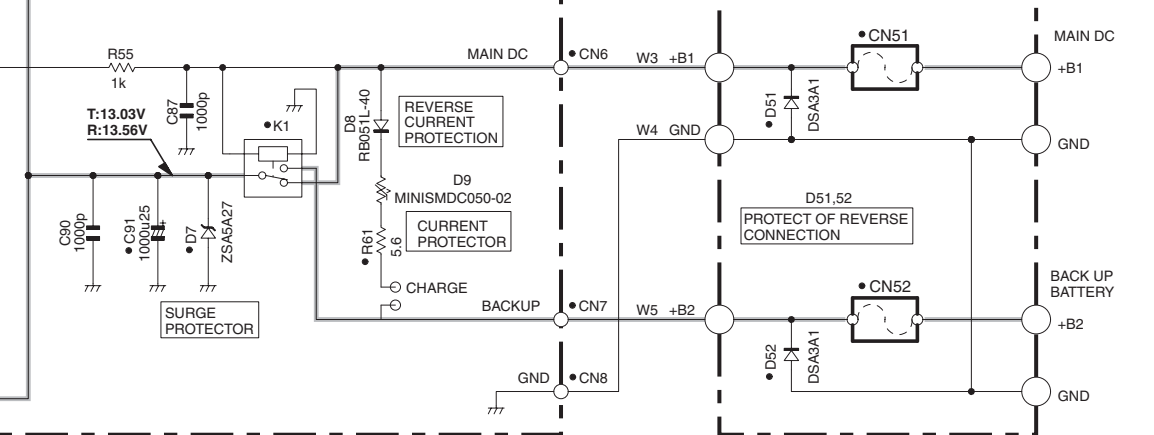 R55
1k
C87
1000p
T:13.03V
R:13.56V
K1
C90
1000p
C91
1000u25
D7
ZSA5A27
SURGE
PROTECTOR
MAIN DC
CN6
D8
RB051L-40
REVERSE
CURRENT
PROTECTION
D9
MINISMDC050-02
CURRENT
PROTECTOR
R61
5.6
CHARGE
BACKUP
CN7
GND
CN8
W3 +B1
W4 GND
W5 +B2
CN51
D51
DSA3A1
MAIN DC
+B1
GND
D51,52
PROTECT OF REVERSE
CONNECTION
CN52
D52
DSA3A1
BACK UP
BATTERY
+B2
GND